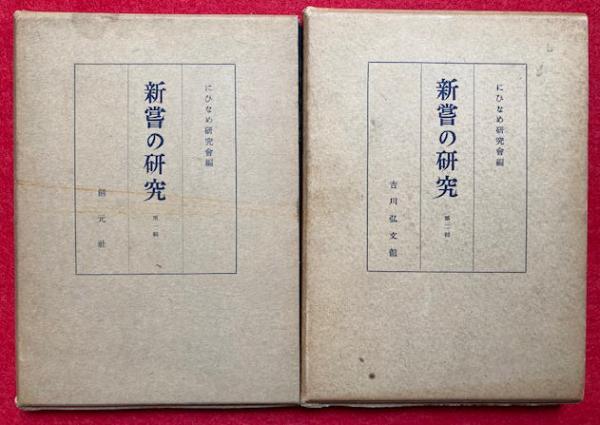 にひなめ研究會編
新嘗の研究
第一輯
創元社
にひなめ研究會編
新嘗の研究
第二輯
吉川弘文館